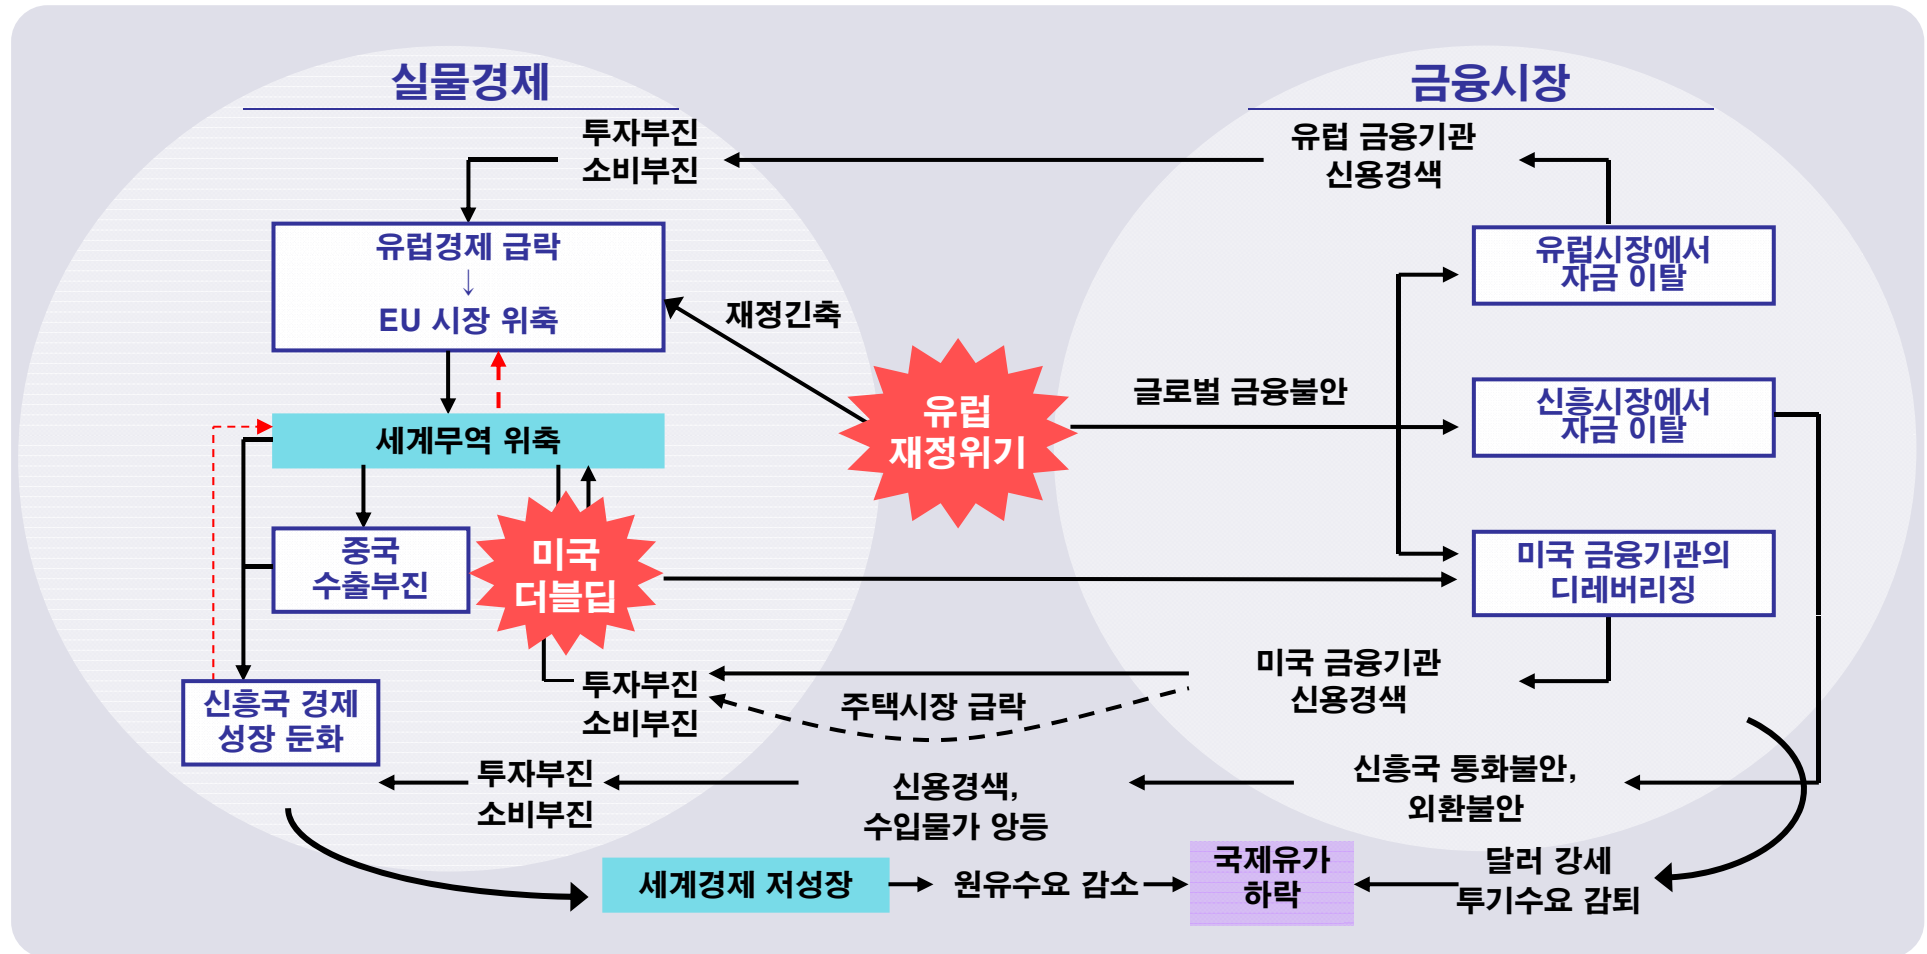 실물경제
금융시장
투자부진
소비부진
유럽 금융기관
신용경색
유럽경제 급락
↓
EU 시장 위축
유럽시장에서
자금 이탈
재정긴축
유럽
재정위기
글로벌 금융불안
신흥시장에서
자금 이탈
세계무역 위축
중국
수출부진
미국
더블딥
미국 금융기관의
디레버리징
신흥국 경제
성장 둔화
투자부진
소비부진
주택시장 급락
미국 금융기관
신용경색
투자부진
소비부진
신용경색,
수입물가 앙등
신흥국 통화불안,
외환불안
세계경제 저성장
원유수요 감소
국제유가
하락
달러 강세
투기수요 감퇴